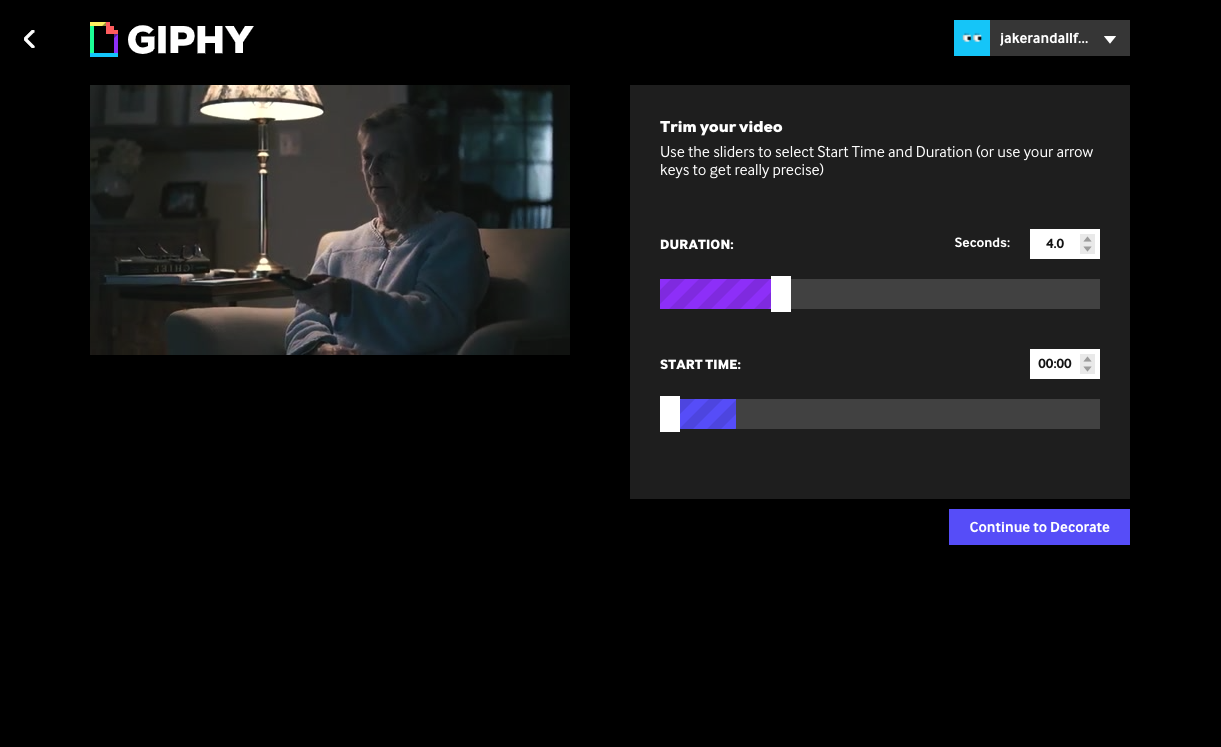 GIPHY
jakerandallf...
Trim your video
Use the sliders to select Start Time and Duration (or use your arrow
keys to get really precise)
DURATION:
Seconds:
4.0
START TIME:
00:00
Continue to Decorate